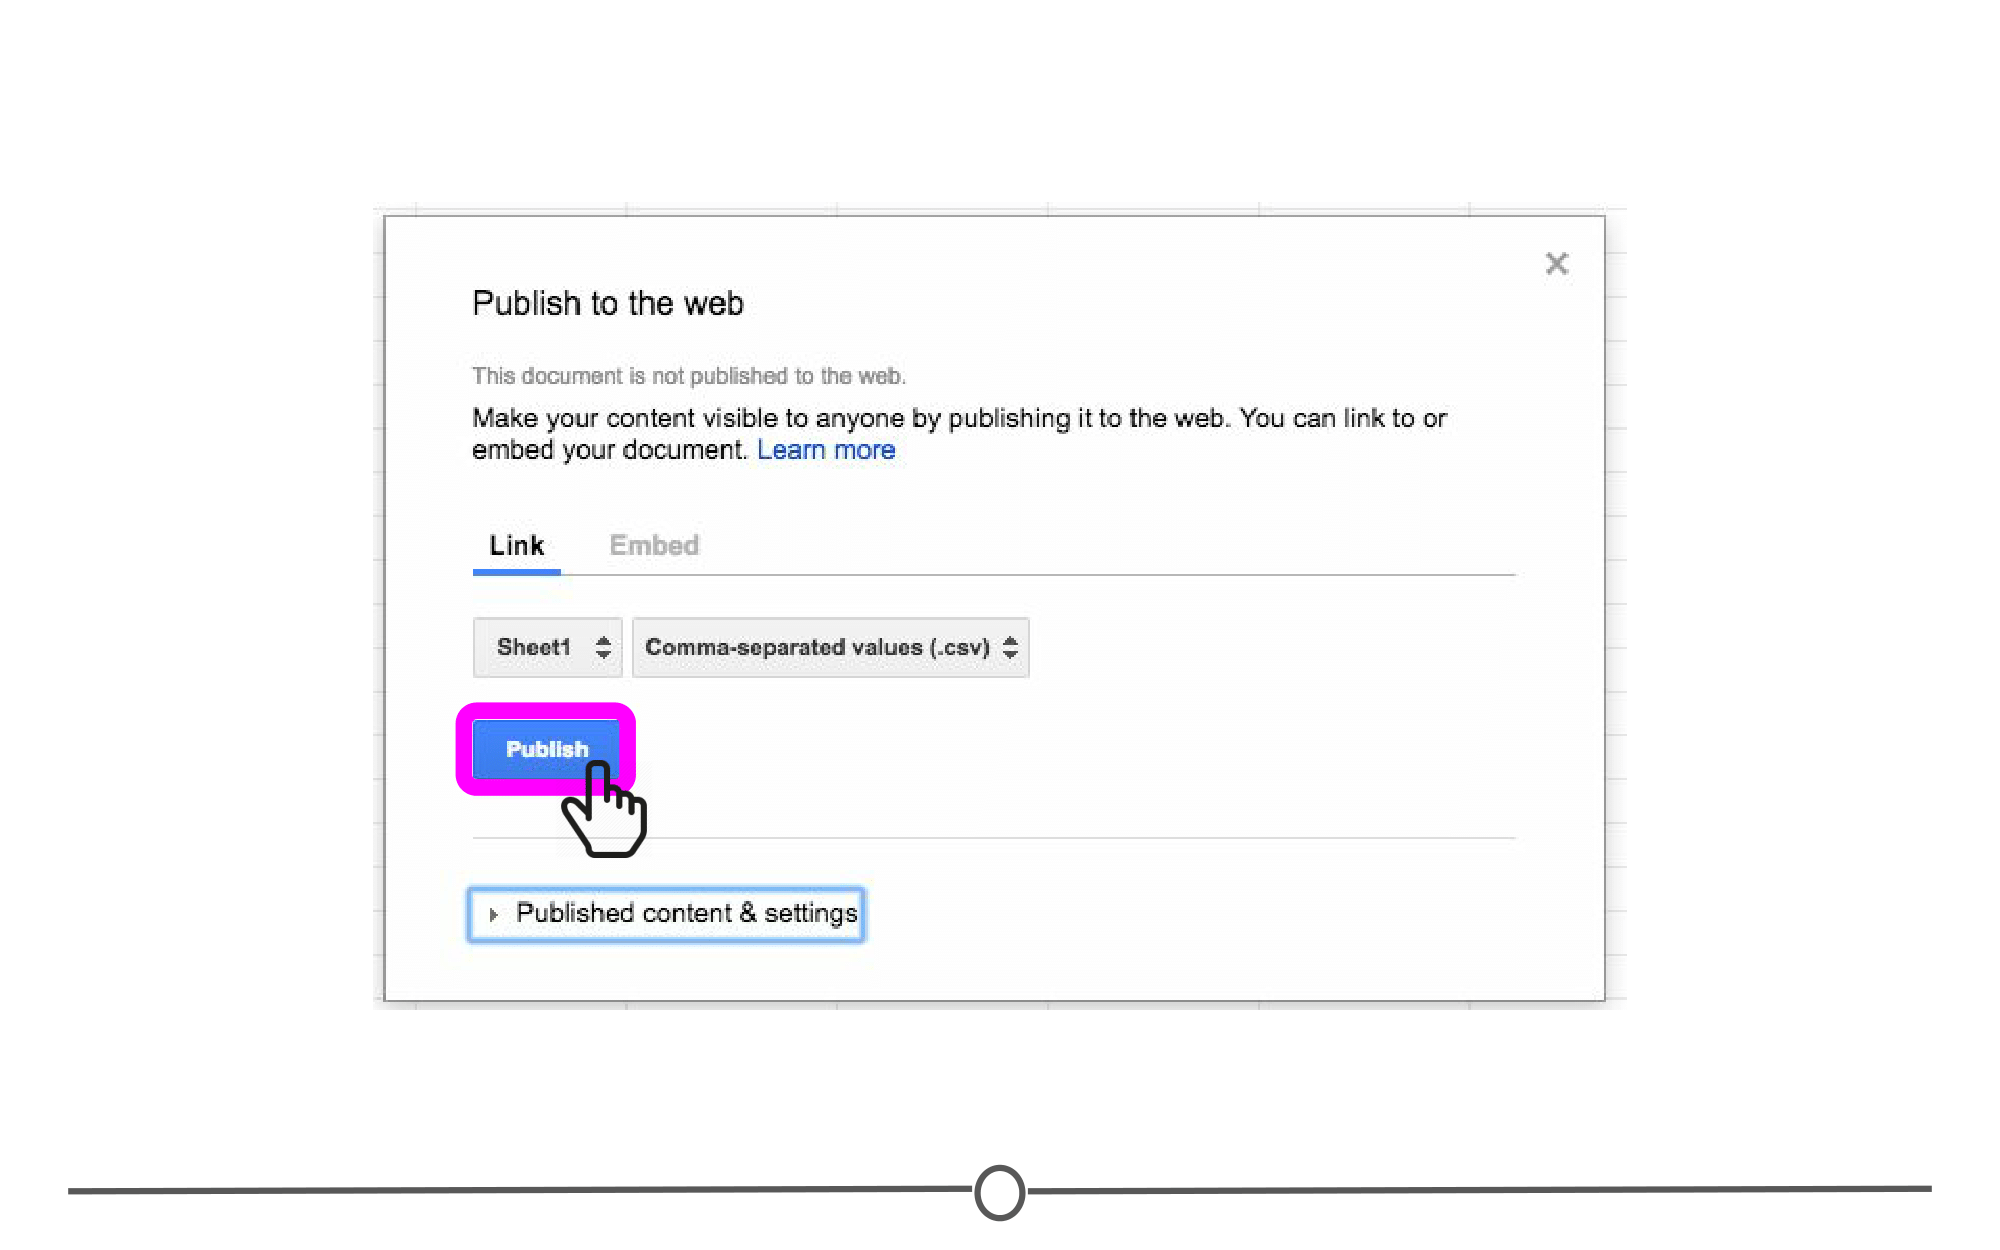 Publish to the web
This document is not published to the web.
Make your content visible to anyone by publishing it to the web. You can link to or
embed your document. Learn more
Link Embed
Sheet1 Comma-separated values (.csv)
Publish
Published content & settings